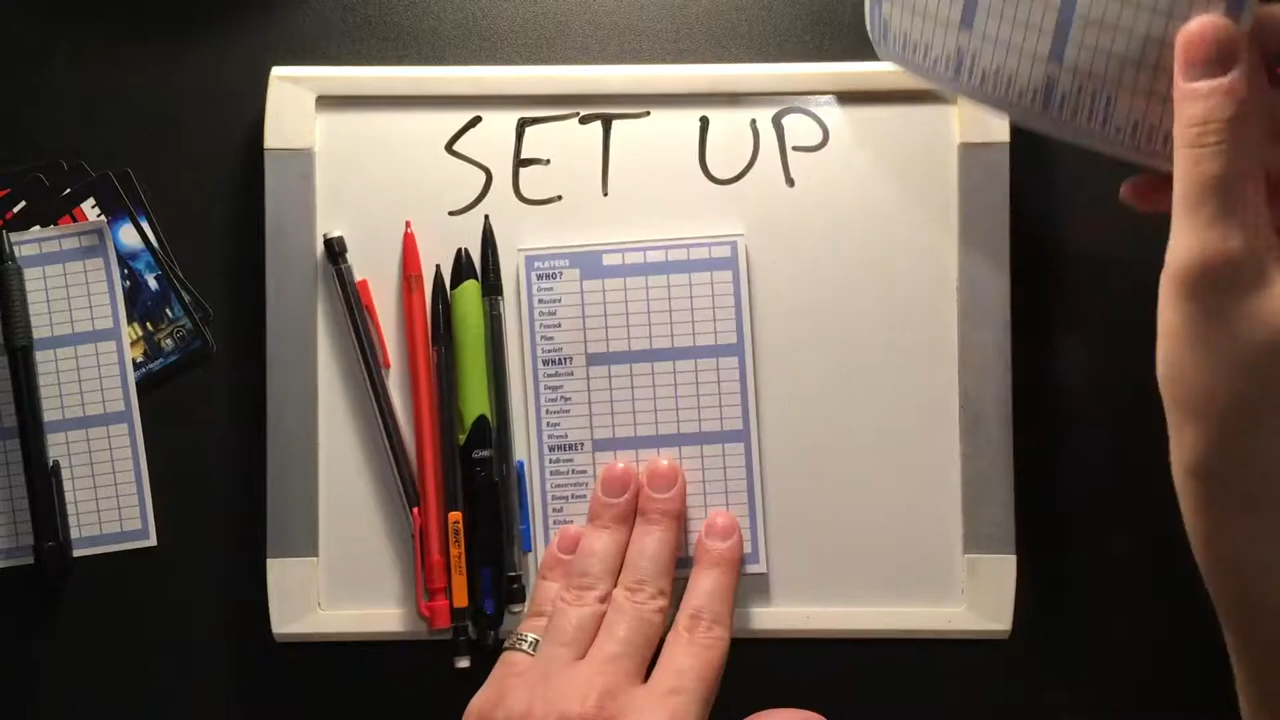 SET UP
PLAYERS
WHO?
Green
Mustard
Orchid
Peacock
Plum
Scarlett
WHAT?
Candlestick
Dagger
Lead Pipe
Revolver
Rope
Wrench
WHERE?
Ballroom
Billiard Room
Conservatory
Dining Room
Hall
Kitchen
BIC